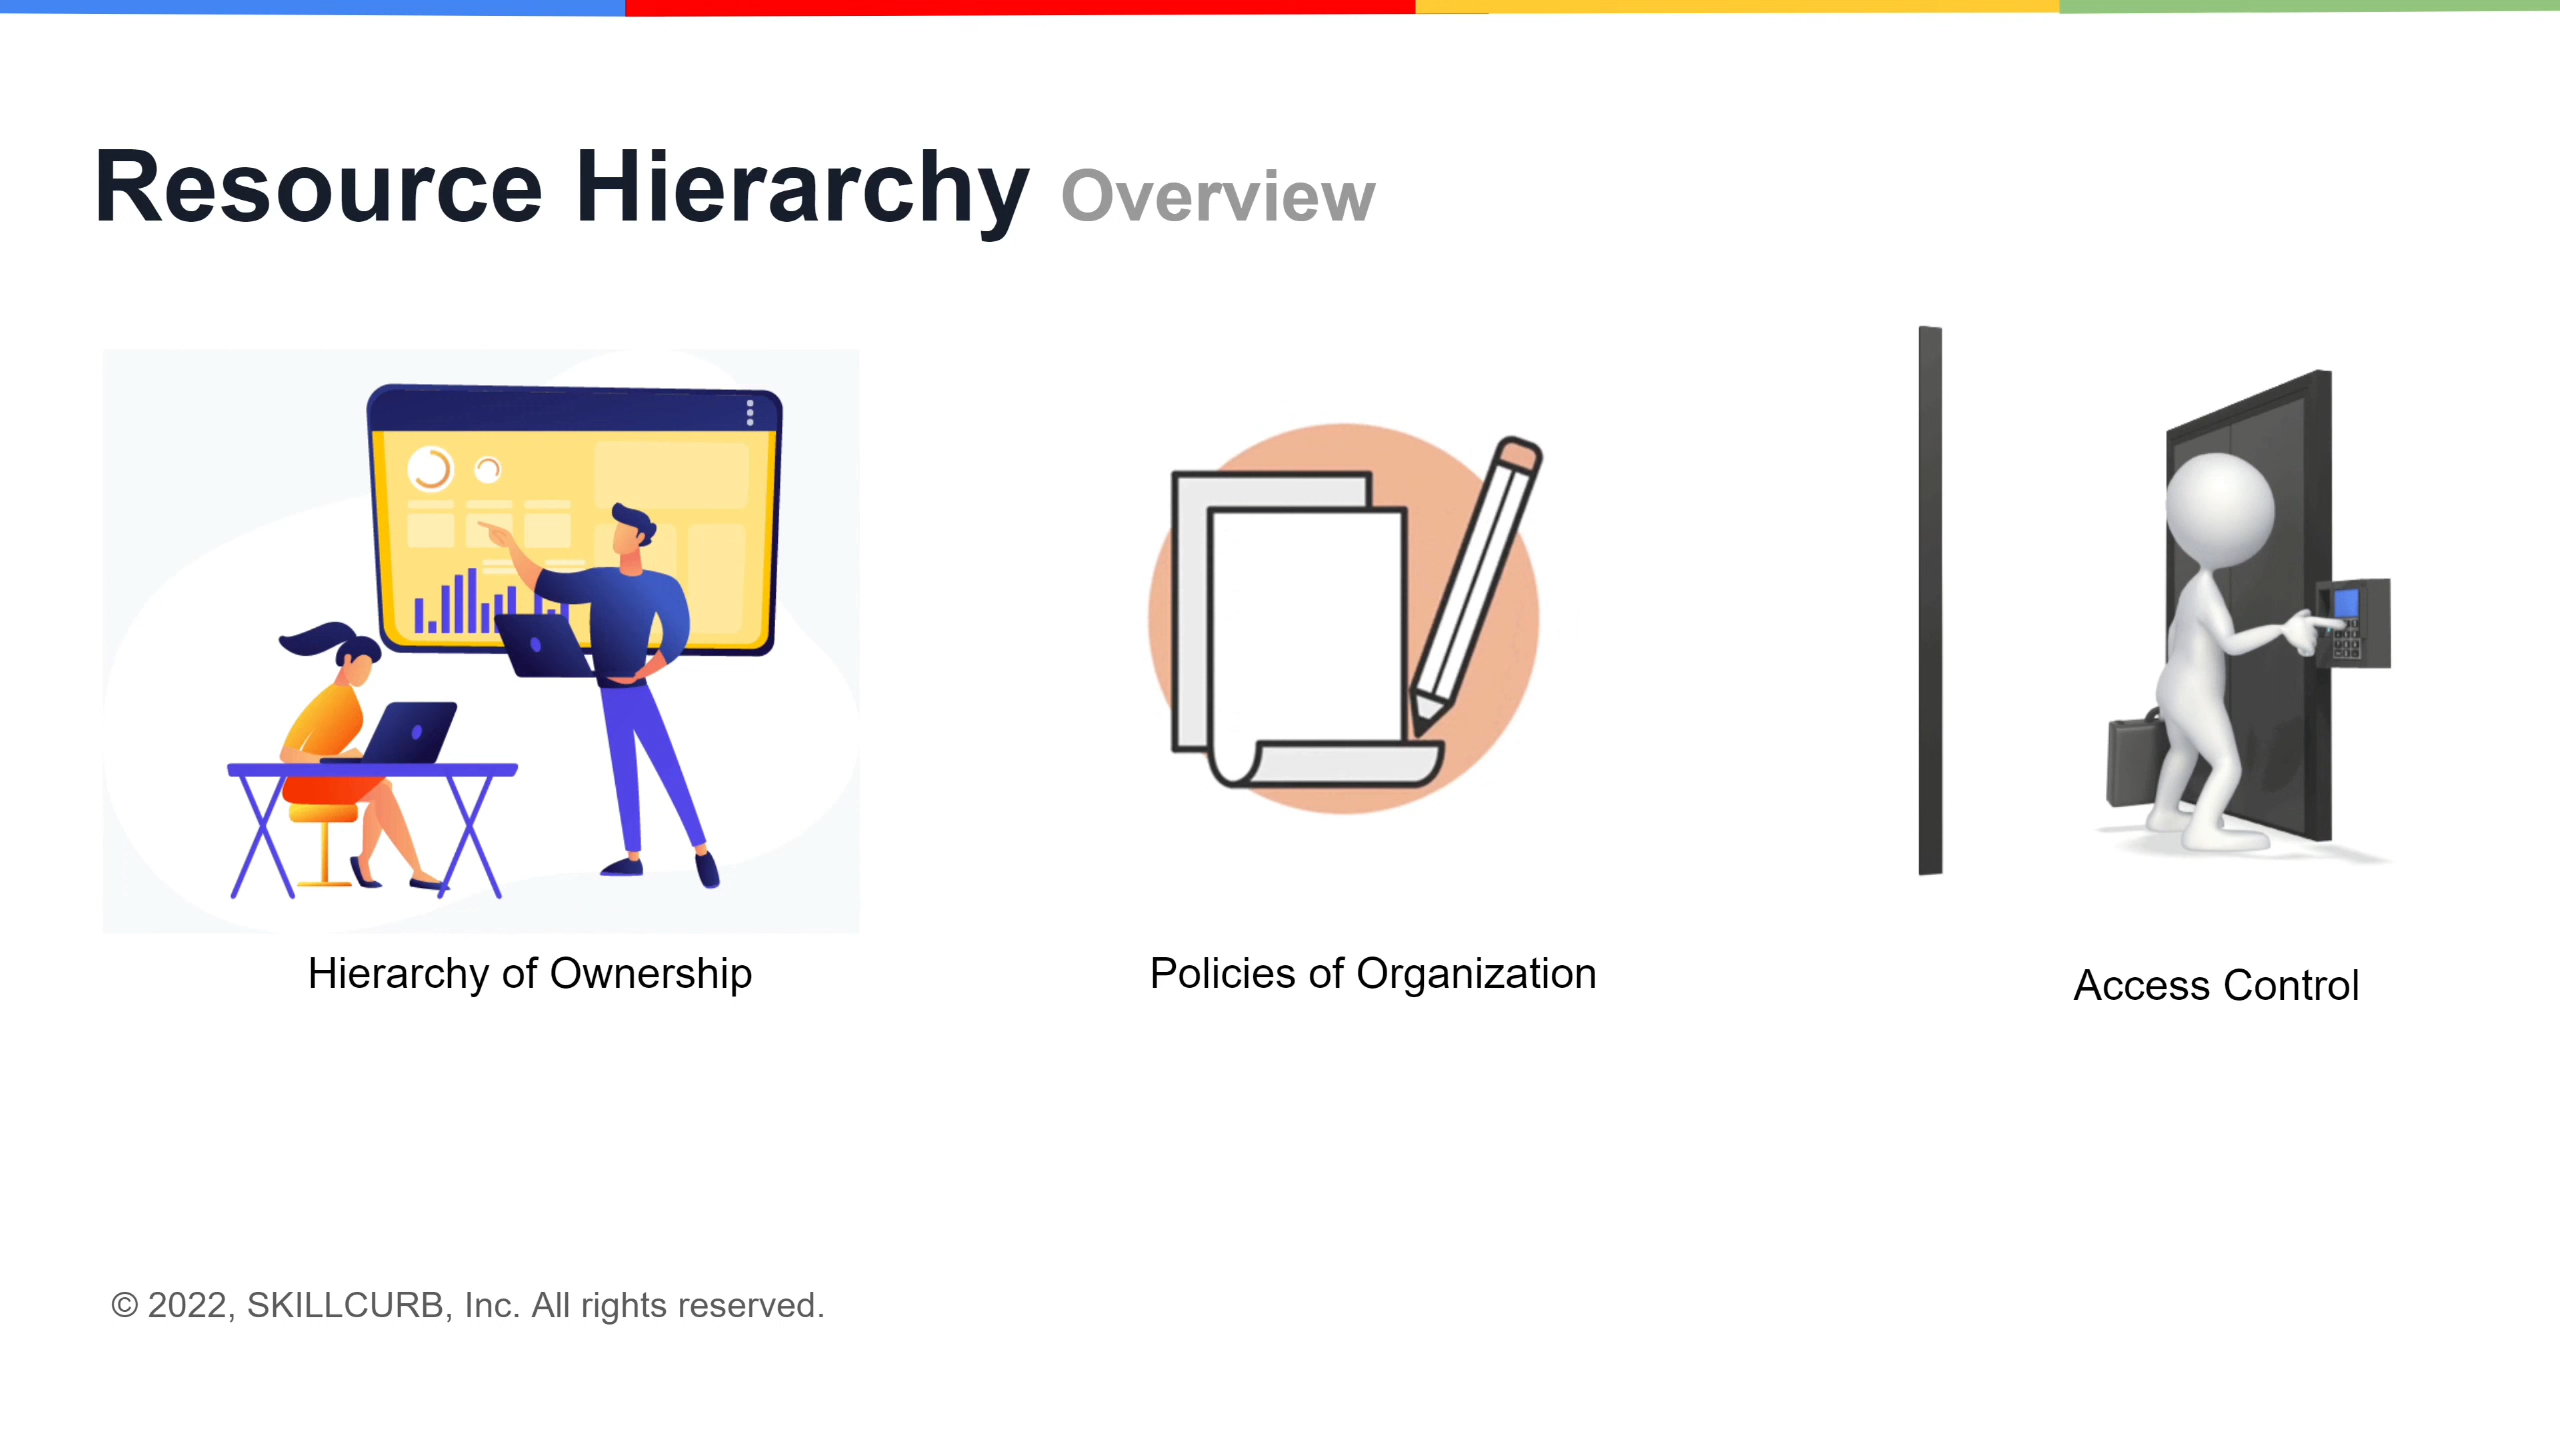 Resource Hierarchy Overview
Hierarchy of Ownership
Policies of Organization
Access Control
© 2022, SKILLCURB, Inc. All rights reserved.